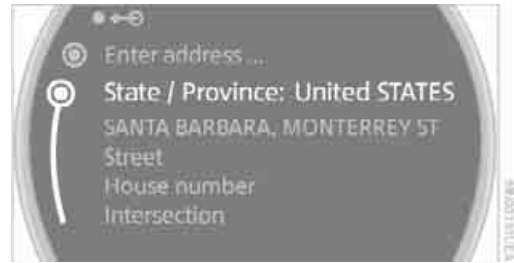 Enter address ...
State / Province: United STATES
SANTA BARBARA, MONTERREY ST
Street
House number
Intersection